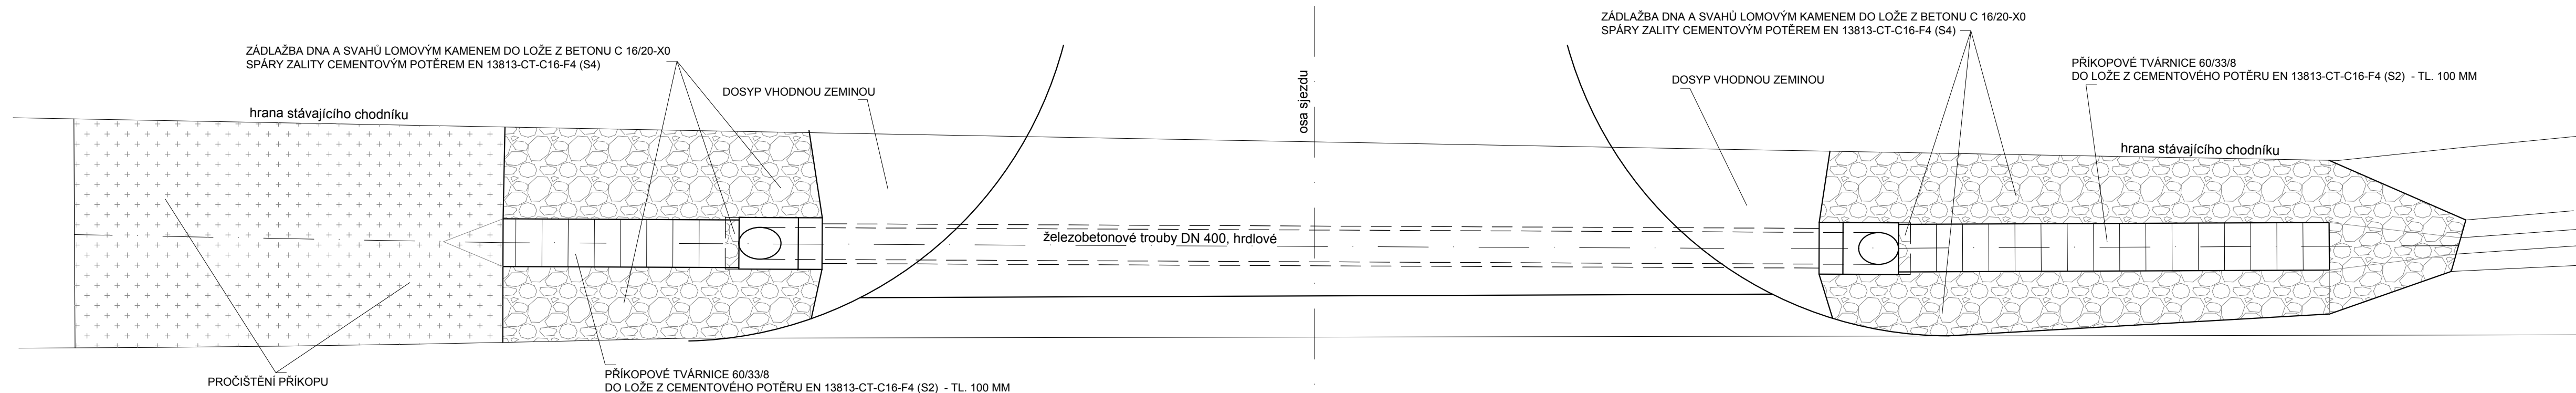 ZÁDLAŽBA DNA A SVAHŮ LOMOVÝM KAMENEM DO LOŽE Z BETONU C 16/20-X0
SPÁRY ZALITY CEMENTOVÝM POTĚREM EN 13813-CT-C16-F4 (S4)
DOSYP VHODNOU ZEMINOU
hrana stávajícího chodníku
PROČIŠTĚNÍ PŘÍKOPU
PŘÍKOPOVÉ TVÁRNICE 60/33/8
DO LOŽE Z CEMENTOVÉHO POTĚRU EN 13813-CT-C16-F4 (S2) - TL. 100 MM
železobetonové trouby DN 400, hrdlové
osa sjezdu
ZÁDLAŽBA DNA A SVAHŮ LOMOVÝM KAMENEM DO LOŽE Z BETONU C 16/20-X0
SPÁRY ZALITY CEMENTOVÝM POTĚREM EN 13813-CT-C16-F4 (S4)
DOSYP VHODNOU ZEMINOU
PŘÍKOPOVÉ TVÁRNICE 60/33/8
DO LOŽE Z CEMENTOVÉHO POTĚRU EN 13813-CT-C16-F4 (S2) - TL. 100 MM
hrana stávajícího chodníku